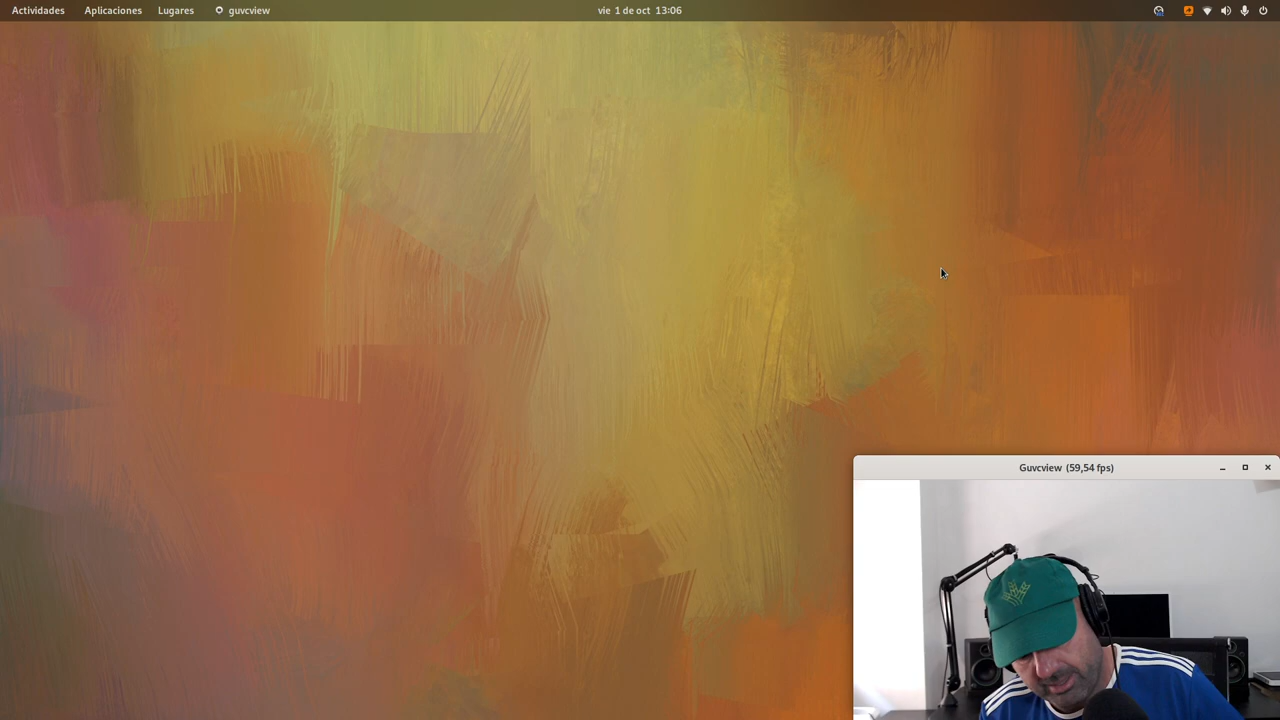 Actividades Aplicaciones Lugares guvcview vie 1 de oct 13:06
Guvcview (59,54 fps)